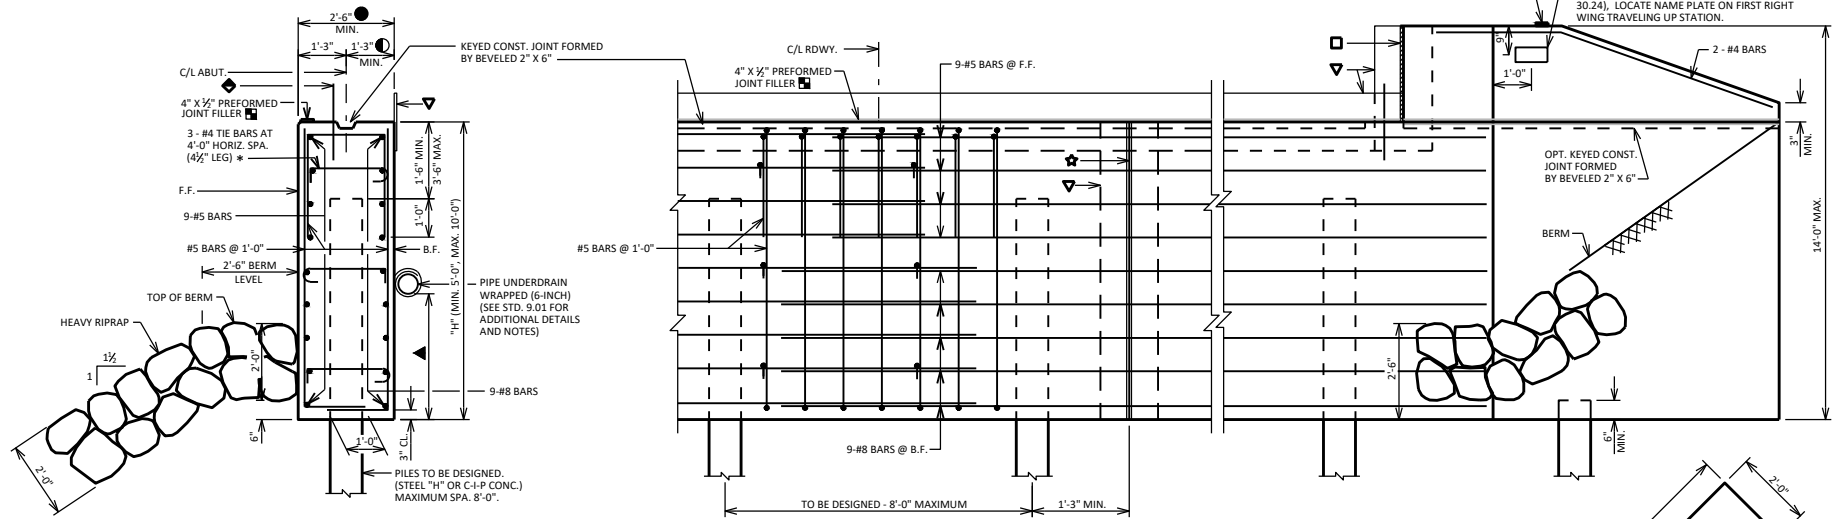 2'-6"
MIN.
1'-3"
1'-3"
MIN.
C/L ABUT.
4" X ½" PREFORMED
JOINT FILLER
3 - #4 TIE BARS AT
4'-0" HORIZ. SPA.
(4½" LEG) *
F.F.
9-#5 BARS
#5 BARS @ 1'-0"
2'-6" BERM
LEVEL
TOP OF BERM
HEAVY RIPRAP
1½
1
2'-0"
2'-0"
6"
1'-0"
3" CL.
KEYED CONST. JOINT FORMED
BY BEVELED 2" X 6"
1'-6" MIN.
3'-6" MAX.
1'-0"
"H" (MIN. 5'-0", MAX. 10'-0")
B.F.
PIPE UNDERDRAIN
WRAPPED (6-INCH)
(SEE STD. 9.01 FOR
ADDITIONAL DETAILS
AND NOTES)
9-#8 BARS
PILES TO BE DESIGNED.
(STEEL "H" OR C-I-P CONC.)
MAXIMUM SPA. 8'-0".
C/L RDWY.
4" X ½" PREFORMED
JOINT FILLER
9-#5 BARS @ F.F.
#5 BARS @ 1'-0"
9-#8 BARS @ B.F.
TO BE DESIGNED - 8'-0" MAXIMUM
1'-3" MIN.
30.24), LOCATE NAME PLATE ON FIRST RIGHT
WING TRAVELING UP STATION.
9"
1'-0"
2 - #4 BARS
3"
MIN.
OPT. KEYED CONST.
JOINT FORMED
BY BEVELED 2" X 6"
BERM
14'-0" MAX.
2'-6"
6"
MIN.
2'-0"